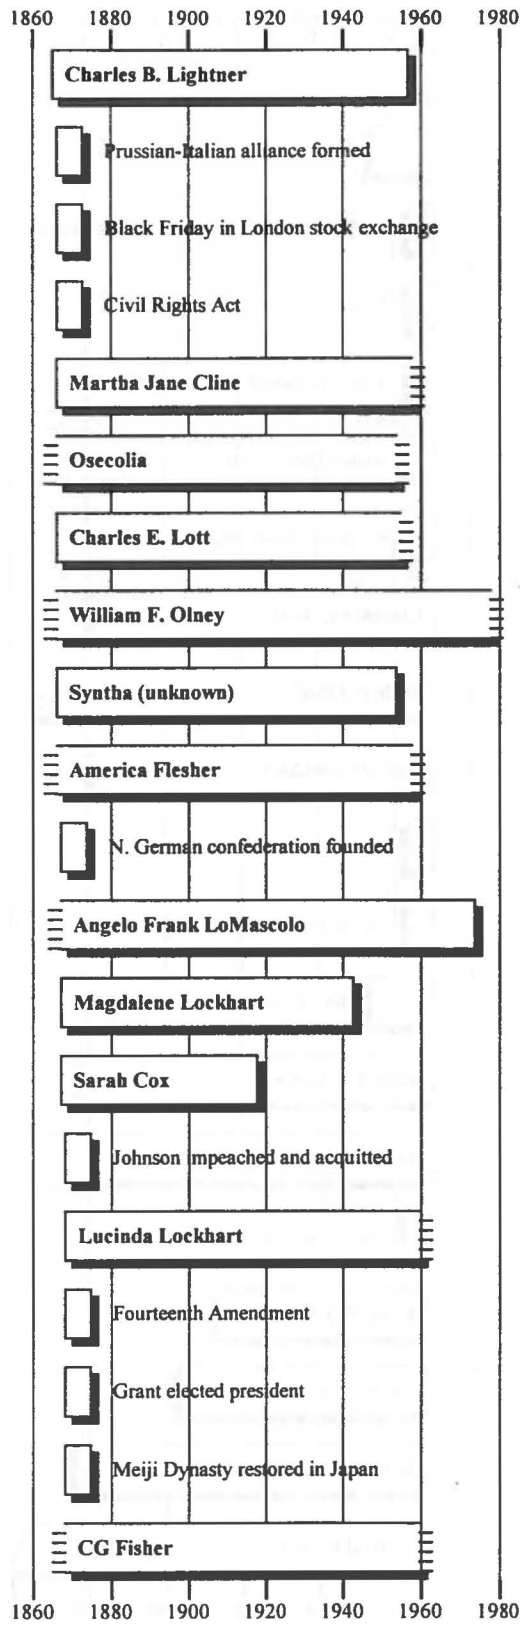 1860 1880 1900 1920 1940 1960 1980
Charles B. Lightner
Prussian-Italian alliance formed
Black Friday in London stock exchange
Civil Rights Act
Martha Jane Cline
Osecolia
Charles E. Lott
William F. Olney
Syntha (unknown)
America Flesher
N. German confederation founded
Angelo Frank LoMascolo
Magdalene Lockhart
Sarah Cox
Johnson impeached and acquitted
Lucinda Lockhart
Fourteenth Amendment
Grant elected president
Meiji Dynasty restored in Japan
CG Fisher
1860 1880 1900 1920 1940 1960 1980